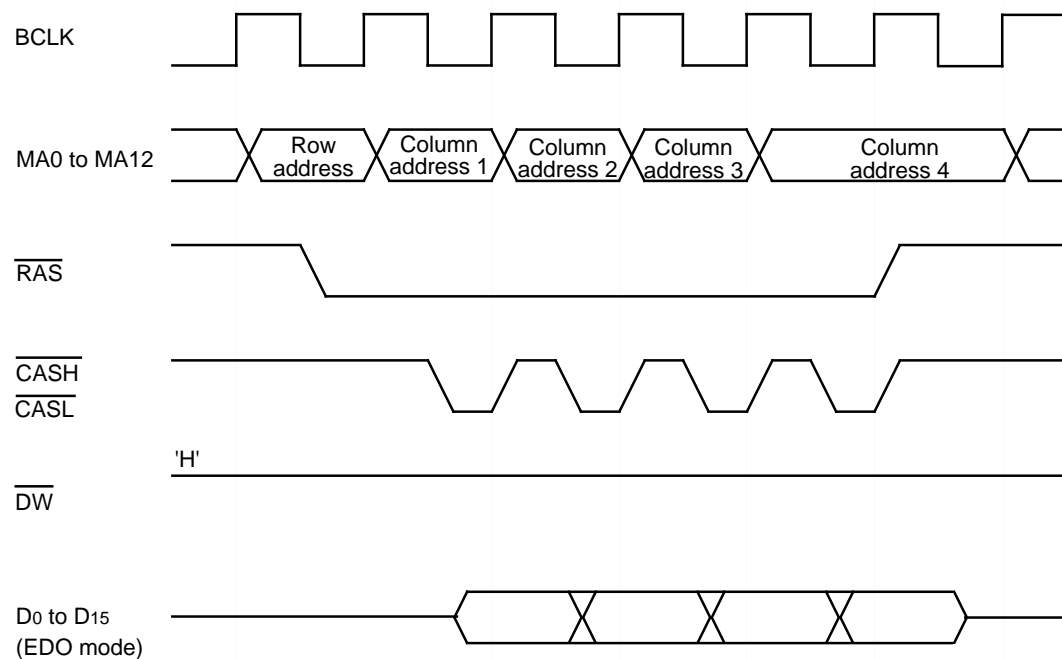 BCLK
MA0 to MA12
Row
address
Column
address 1
Column
address 2
Column
address 3
Column
address 4
RAS
CASH
CASL
'H'
DW
D0 to D15
(EDO mode)